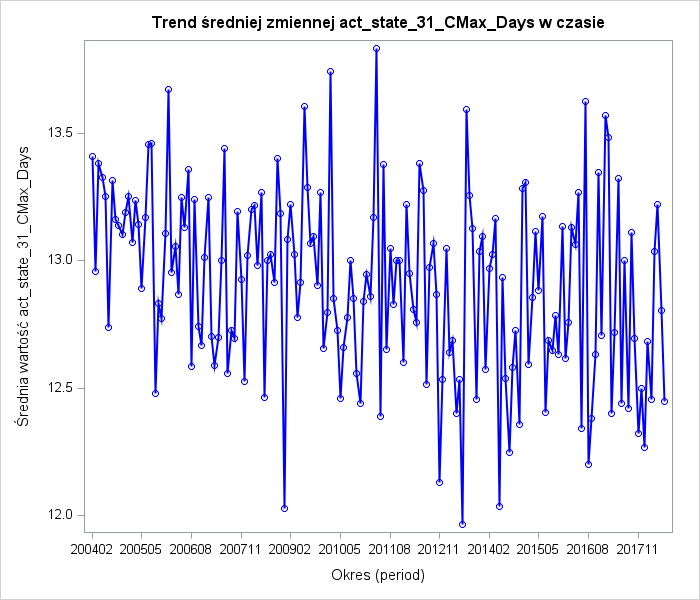 Trend średniej zmiennej act_state_31_CMax_Days w czasie
Średnia wartość act_state_31_CMax_Days
13.5
13.0
12.5
12.0
200402 200505 200608 200711 200902 201005 201108 201211 201402 201505 201608 201711
Okres (period)